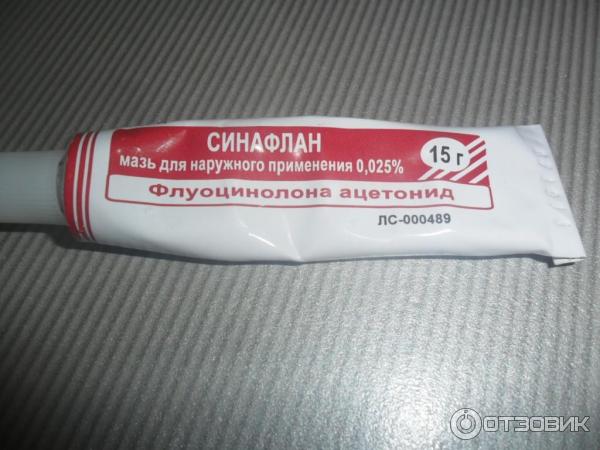 СИНАФЛАН
мазь для наружного применения 0,025%
15 г
Флуоцинолона ацетонид
ЛС-000489
ОТЗОВИК